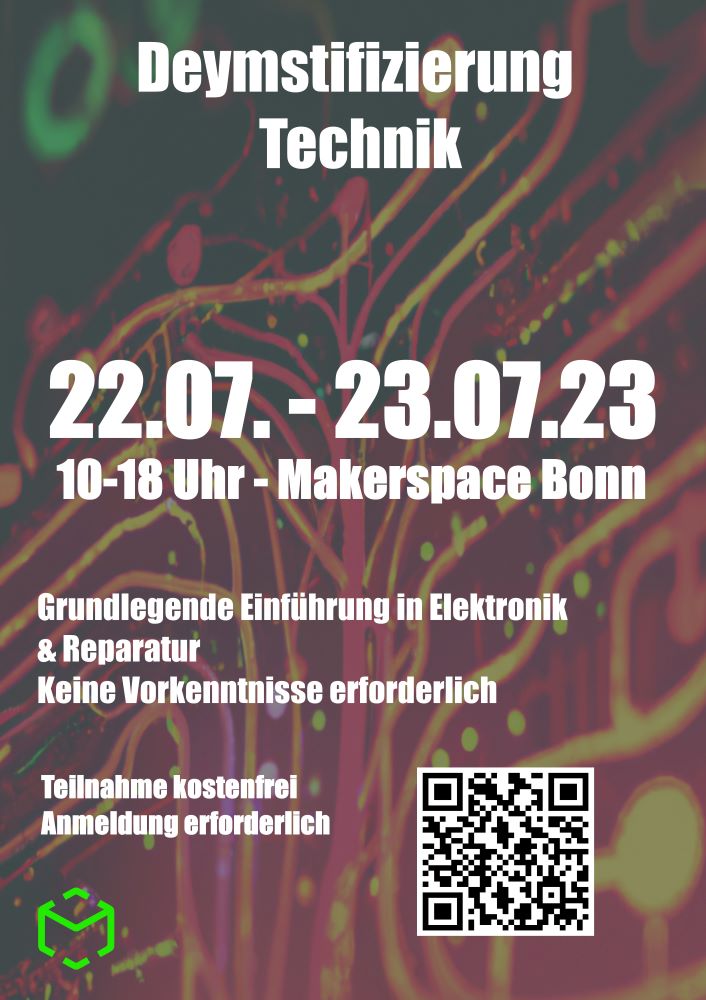 Deymstifizierung
Technik
22.07. - 23.07.23
10-18 Uhr - Makerspace Bonn
Grundlegende Einführung in Elektronik
& Reparatur
Keine Vorkenntnisse erforderlich
Teilnahme kostenfrei
Anmeldung erforderlich